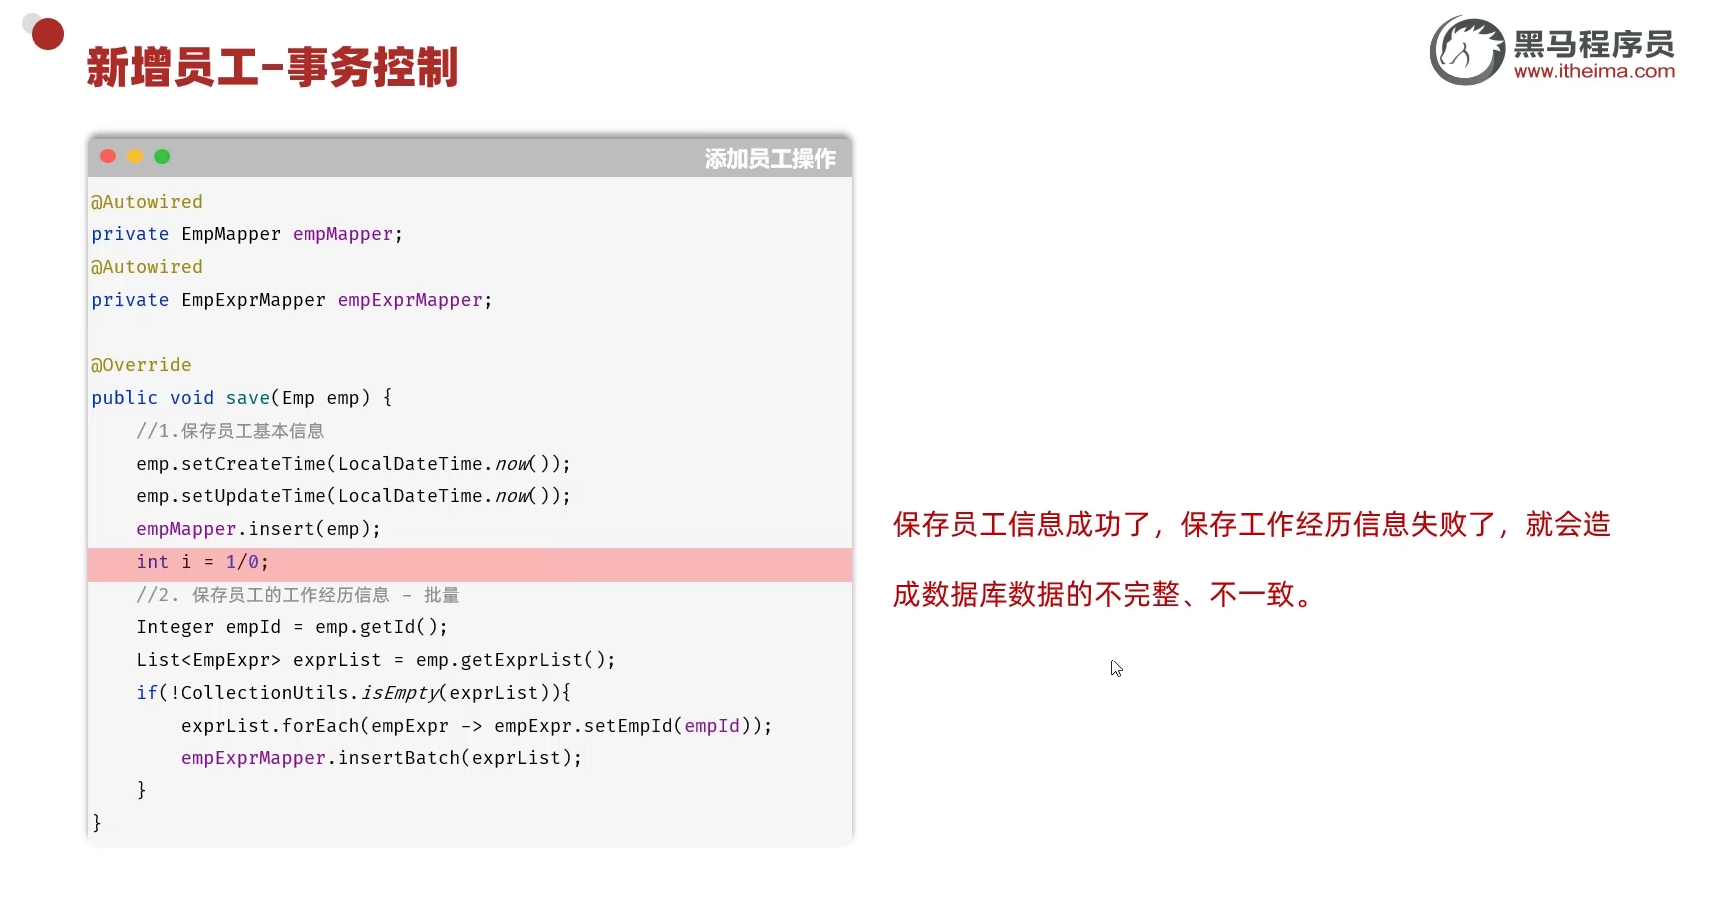 新增员工-事务控制
黑马程序员
www.itheima.com
添加员工操作
@Autowired
private EmpMapper empMapper;
@Autowired
private EmpExprMapper empExprMapper;
@Override
public void save(Emp emp) {
    //1.保存员工基本信息
    emp.setCreateTime(LocalDateTime.now());
    emp.setUpdateTime(LocalDateTime.now());
    empMapper.insert(emp);
    int i = 1/0;
    //2. 保存员工的工作经历信息 - 批量
    Integer empId = emp.getId();
    List<EmpExpr> exprList = emp.getExprList();
    if(!CollectionUtils.isEmpty(exprList)){
        exprList.forEach(empExpr -> empExpr.setEmpId(empId));
        empExprMapper.insertBatch(exprList);
    }
}
保存员工信息成功了，保存工作经历信息失败了，就会造
成数据库数据的不完整、不一致。